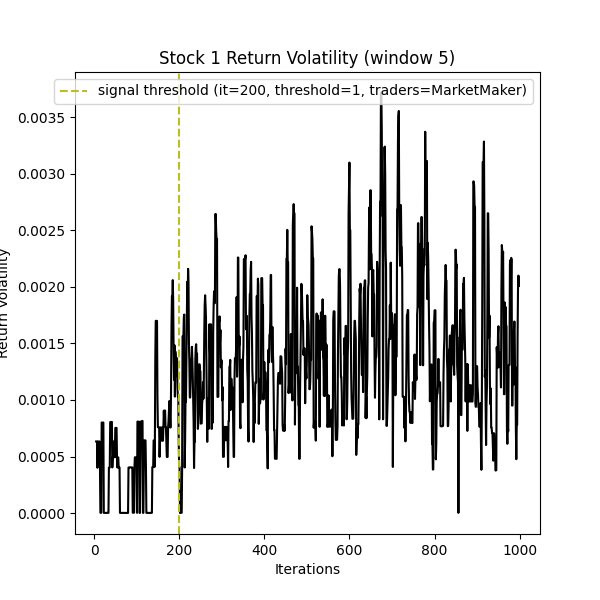 Stock 1 Return Volatility (window 5)
signal threshold (it=200, threshold=1, traders=MarketMaker)
Return Volatility
0.0035
0.0030
0.0025
0.0020
0.0015
0.0010
0.0005
0.0000
0 200 400 600 800 1000
Iterations